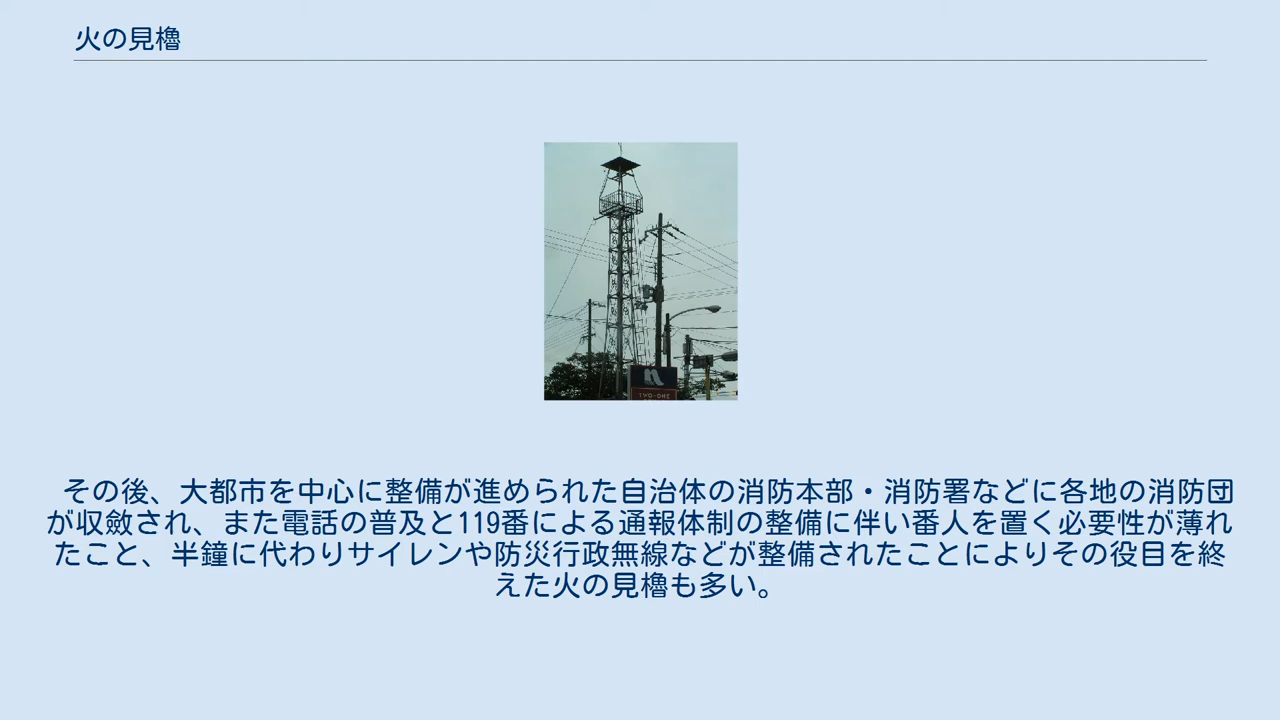 火の見櫓
TWO-ONE
その後、大都市を中心に整備が進められた自治体の消防本部・消防署などに各地の消防団
が収斂され、また電話の普及と119番による通報体制の整備に伴い番人を置く必要性が薄れ
たこと、半鐘に代わりサイレンや防災行政無線などが整備されたことによりその役目を終
えた火の見櫓も多い。